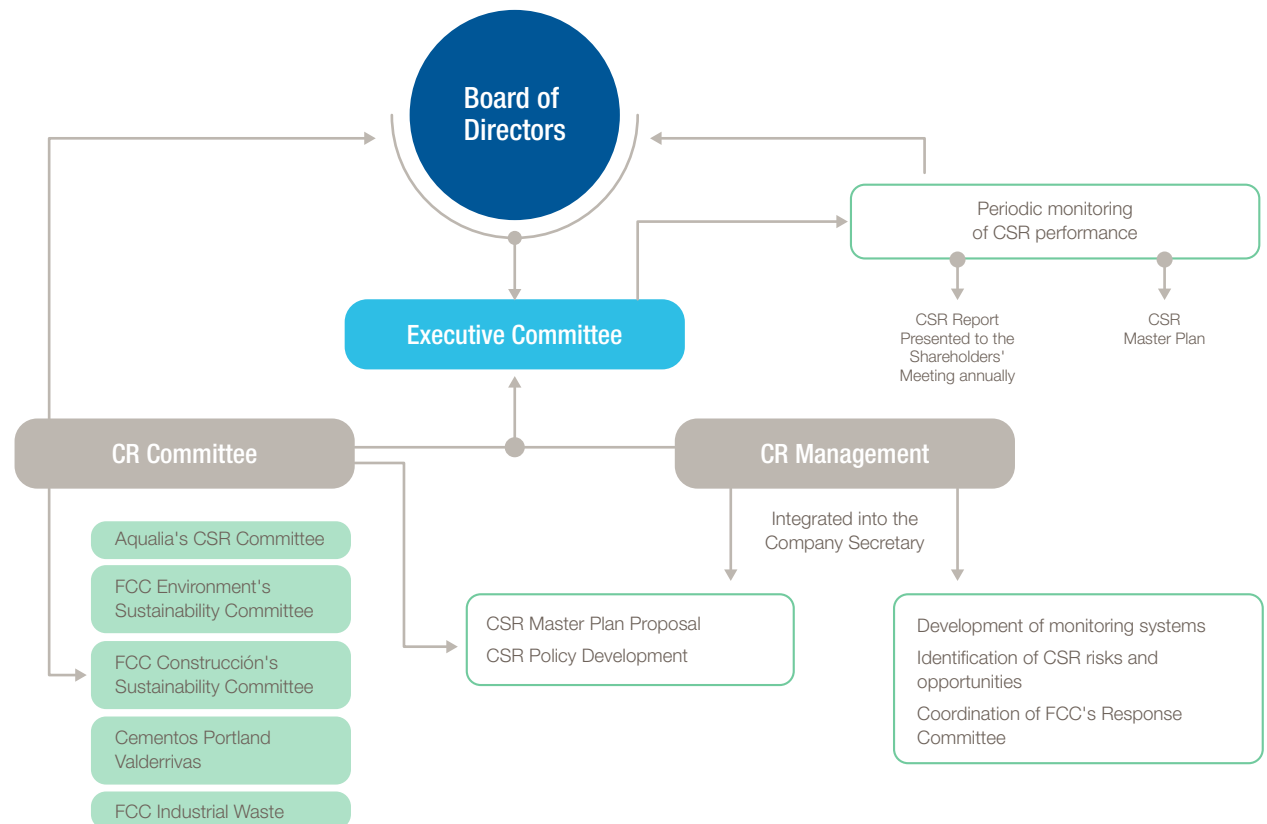 Board of
Directors
Periodic monitoring
of CSR performance
CSR Report
Presented to the
Shareholders'
Meeting annually
CSR
Master Plan
Executive Committee
CR Committee
CR Management
Integrated into the
Company Secretary
Aqualia's CSR Committee
FCC Environment's
Sustainability Committee
FCC Construcción's
Sustainability Committee
Cementos Portland
Valderrivas
FCC Industrial Waste
CSR Master Plan Proposal
CSR Policy Development
Development of monitoring systems
Identification of CSR risks and
opportunities
Coordination of FCC's Response
Committee